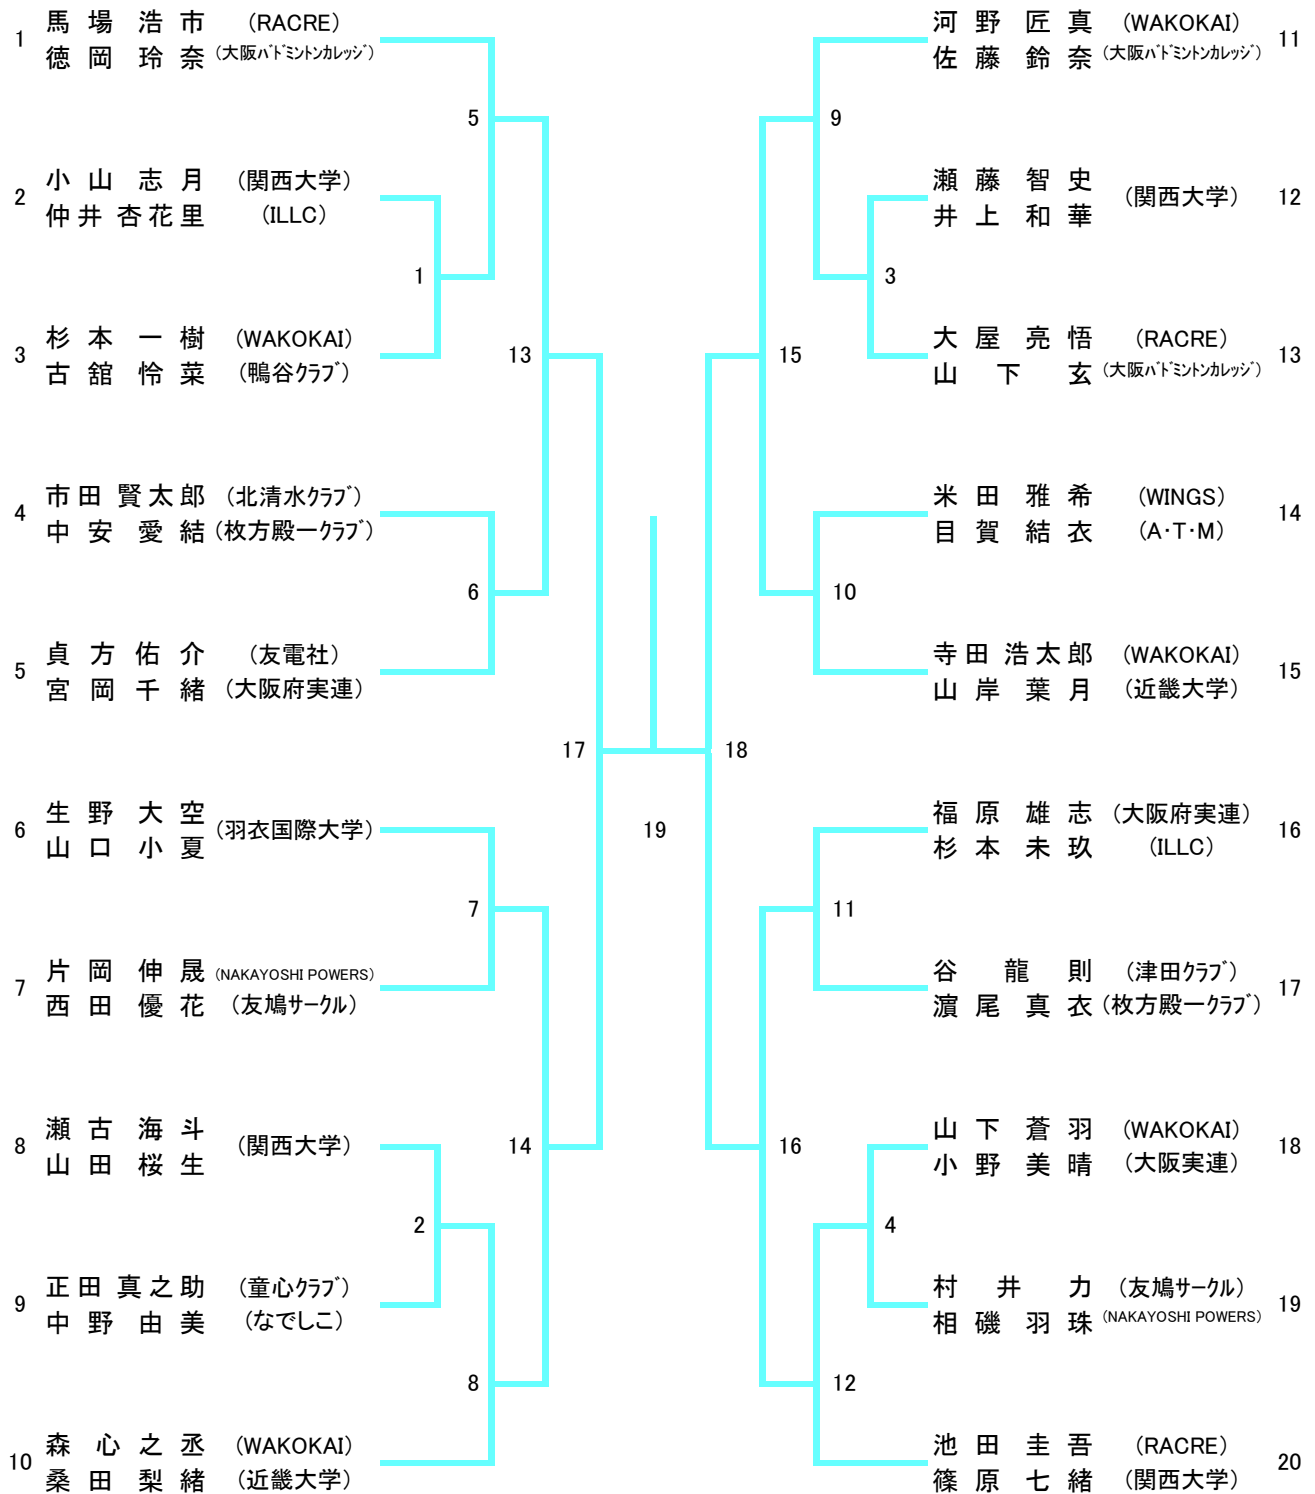 1 馬場浩市 (RACRE)
徳岡玲奈 (大阪ﾊﾞﾄﾞﾐﾝﾄﾝｶﾚｯｼﾞ)
5
2 小山志月 (関西大学)
仲井杏花里 (ILLC)
1
3 杉本一樹 (WAKOKAI)
古舘怜菜 (鴨谷ｸﾗﾌﾞ)
13
4 市田賢太郎 (北清水ｸﾗﾌﾞ)
中安愛結 (枚方殿一ｸﾗﾌﾞ)
6
5 貞方佑介 (友電社)
宮岡千緒 (大阪府実連)
17
6 生野大空 (羽衣国際大学)
山口小夏
7
7 片岡伸晟 (NAKAYOSHI POWERS)
西田優花 (友鳩ｻｰｸﾙ)
8 瀬古海斗 (関西大学)
山田桜生
14
2
9 正田真之助 (童心ｸﾗﾌﾞ)
中野由美 (なでしこ)
8
10 森心之丞 (WAKOKAI)
桑田梨緒 (近畿大学)
19
河野匠真 (WAKOKAI) 11
佐藤鈴奈 (大阪ﾊﾞﾄﾞﾐﾝﾄﾝｶﾚｯｼﾞ)
9
瀬藤智史 (関西大学) 12
井上和華
3
大屋亮悟 (RACRE) 13
山下玄 (大阪ﾊﾞﾄﾞﾐﾝﾄﾝｶﾚｯｼﾞ)
15
米田雅希 (WINGS) 14
目賀結衣 (A･T･M)
10
寺田浩太郎 (WAKOKAI) 15
山岸葉月 (近畿大学)
18
福原雄志 (大阪府実連) 16
杉本未玖 (ILLC)
11
谷龍則 (津田ｸﾗﾌﾞ) 17
濵尾真衣 (枚方殿一ｸﾗﾌﾞ)
山下蒼羽 (WAKOKAI) 18
小野美晴 (大阪実連)
16
4
村井力 (友鳩ｻｰｸﾙ) 19
相磯羽珠 (NAKAYOSHI POWERS)
12
池田圭吾 (RACRE) 20
篠原七緒 (関西大学)